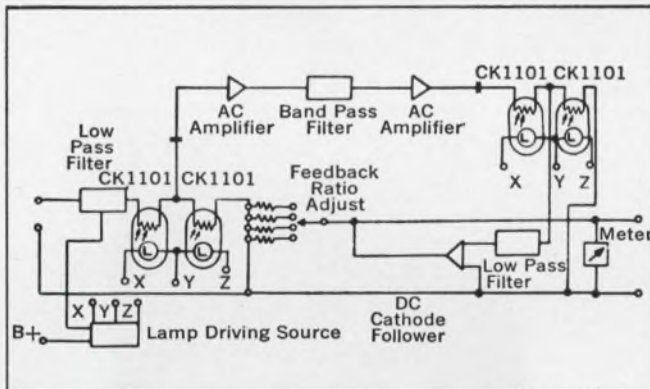 CK1101 CK1101
AC
Amplifier
Band Pass
Filter
AC
Amplifier
Low
Pass
Filter
CK1101 CK1101
X
Y
Z
Feedback
Ratio
Adjust
Meter
X
Y
Z
Low Pass
Filter
DC
Cathode
Follower
X
Y
Z
B+
Lamp Driving Source
L
L
L
L